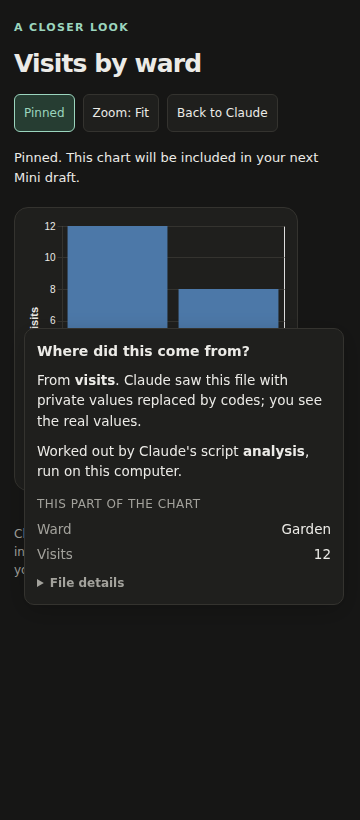 A CLOSER LOOK
Visits by ward
Pinned
Zoom: Fit
Back to Claude
Pinned. This chart will be included in your next
Mini draft.
12
10
8
6
Where did this come from?
From visits. Claude saw this file with
private values replaced by codes; you see
the real values.
Worked out by Claude's script analysis,
run on this computer.
THIS PART OF THE CHART
Ward Garden
Visits 12
File details